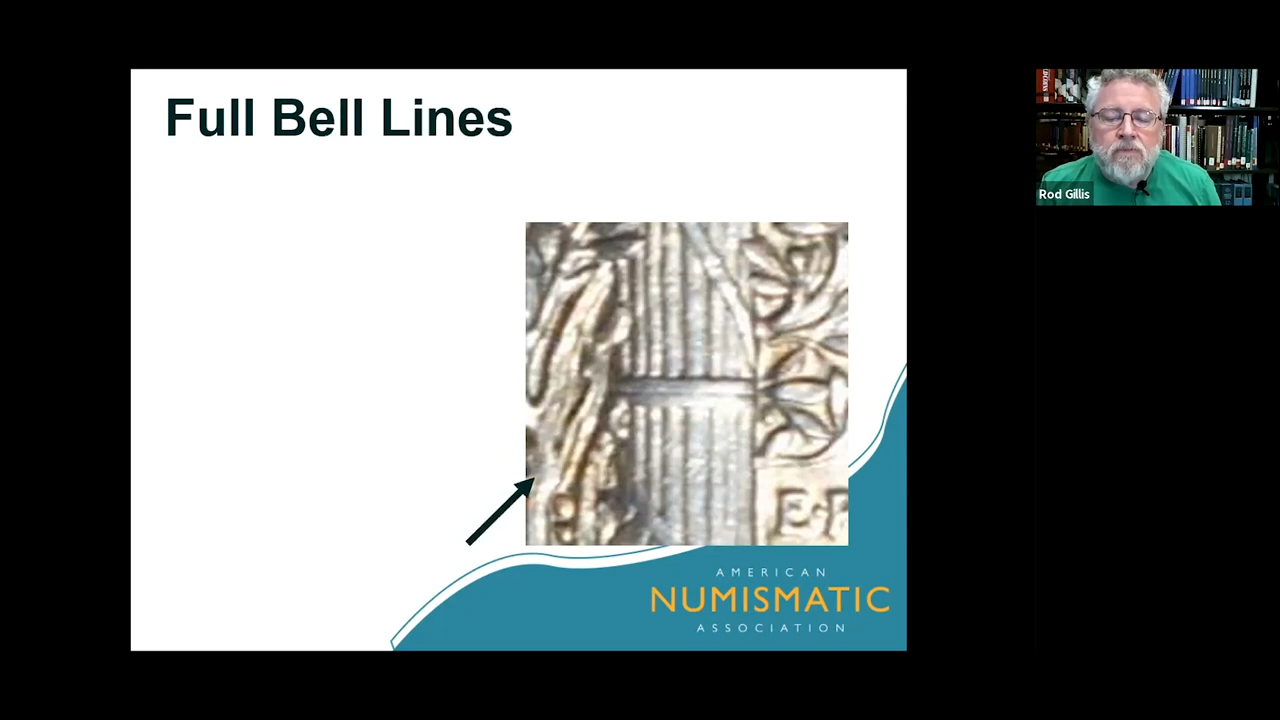 Full Bell Lines
Rod Gillis
E·P
AMERICAN
NUMISMATIC
ASSOCIATION